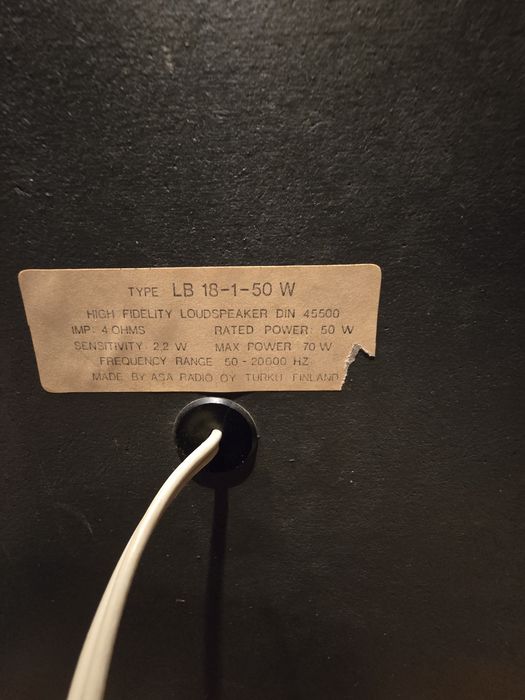 TYPE LB 18-1-50 W
HIGH FIDELITY LOUDSPEAKER DIN 45500
IMP: 4 OHMS RATED POWER: 50 W
SENSITIVITY 2,2 W MAX POWER 70 W
FREQUENCY RANGE 50 - 20000 HZ
MADE BY ASA RADIO OY TURKU FINLAND